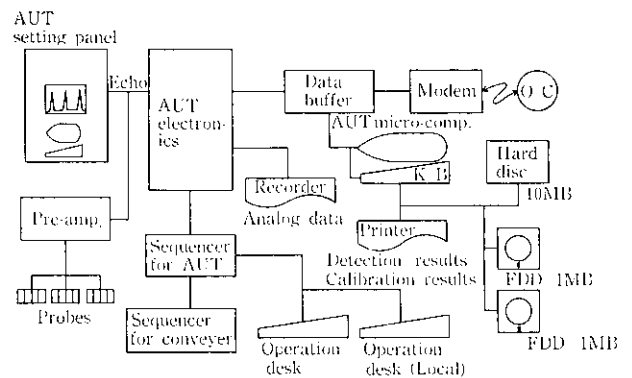 AUT
setting panel
Echo
AUT
electron-
ics
Data
buffer
Modem
O C
AUT micro-comp.
K B
Hard
disc
10MB
Recorder
Analog data
Pre-amp.
Printer
Detection results
Calibration results
FDD 1MB
FDD 1MB
Sequencer
for AUT
Probes
Sequencer
for conveyer
Operation
desk
Operation
desk (Local)